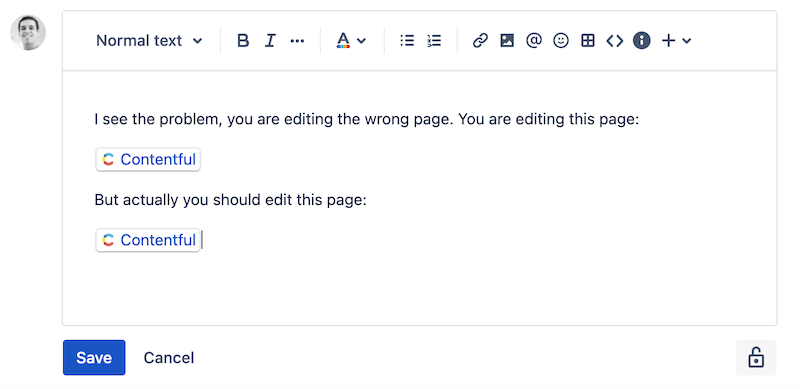 Normal text B I A @
I see the problem, you are editing the wrong page. You are editing this page:
Contentful
But actually you should edit this page:
Contentful
Save Cancel